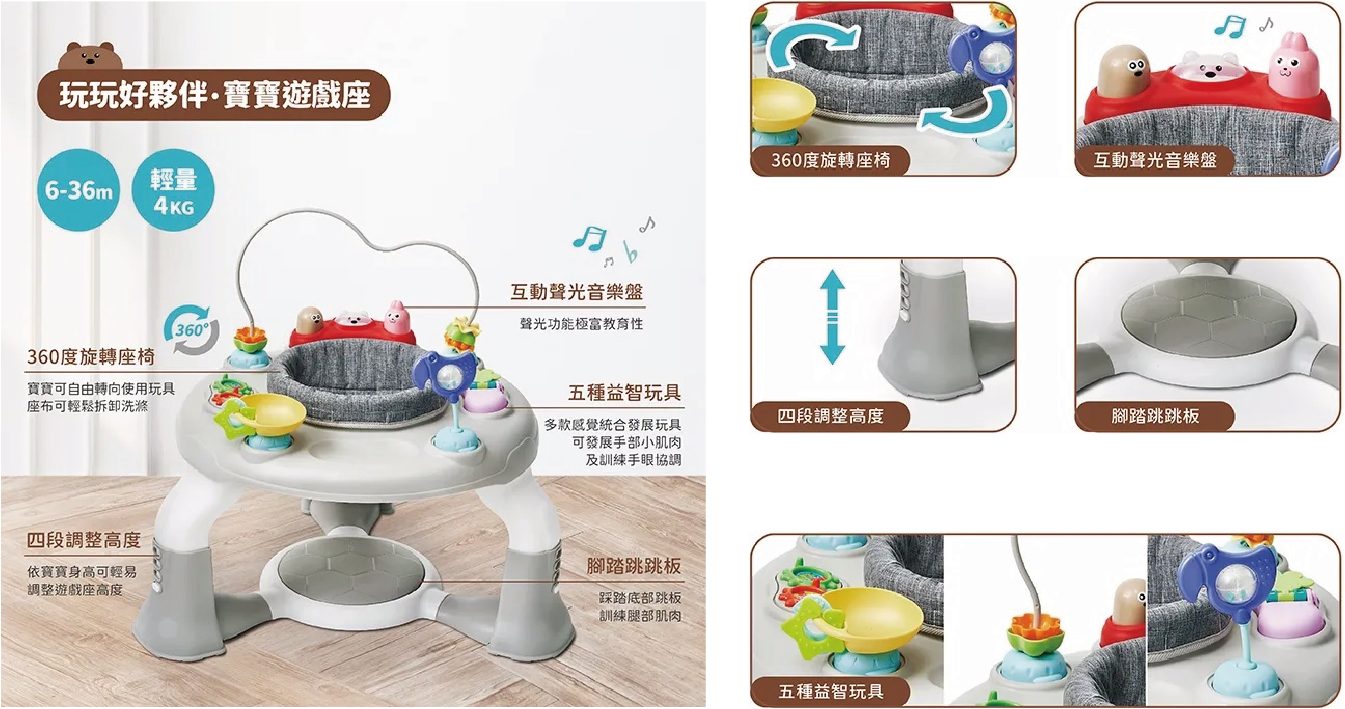 玩玩好夥伴·寶寶遊戲座
6-36m
輕量
4KG
互動聲光音樂盤
聲光功能極富教育性
360°
360度旋轉座椅
寶寶可自由轉向使用玩具
座布可輕鬆拆卸洗滌
五種益智玩具
多款感覺統合發展玩具
可發展手部小肌肉
及訓練手眼協調
四段調整高度
依寶寶身高可輕易
調整遊戲座高度
腳踏跳跳板
踩踏底部跳板
訓練腿部肌肉
360度旋轉座椅
互動聲光音樂盤
四段調整高度
腳踏跳跳板
五種益智玩具